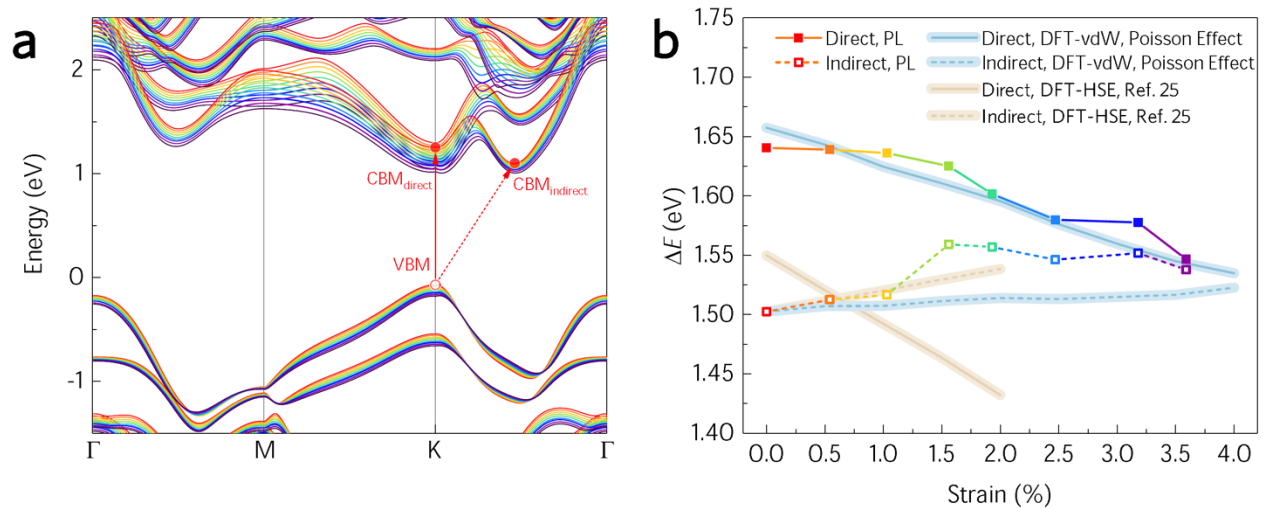 a
Energy (eV)
2
1
0
-1
CBMdirect
CBMindirect
VBM
Γ
M
K
Γ
b
ΔE (eV)
1.75
1.70
1.65
1.60
1.55
1.50
1.45
1.40
Direct, PL
Indirect, PL
Direct, DFT-vdW, Poisson Effect
Indirect, DFT-vdW, Poisson Effect
Direct, DFT-HSE, Ref. 25
Indirect, DFT-HSE, Ref. 25
0.0 0.5 1.0 1.5 2.0 2.5 3.0 3.5 4.0
Strain (%)